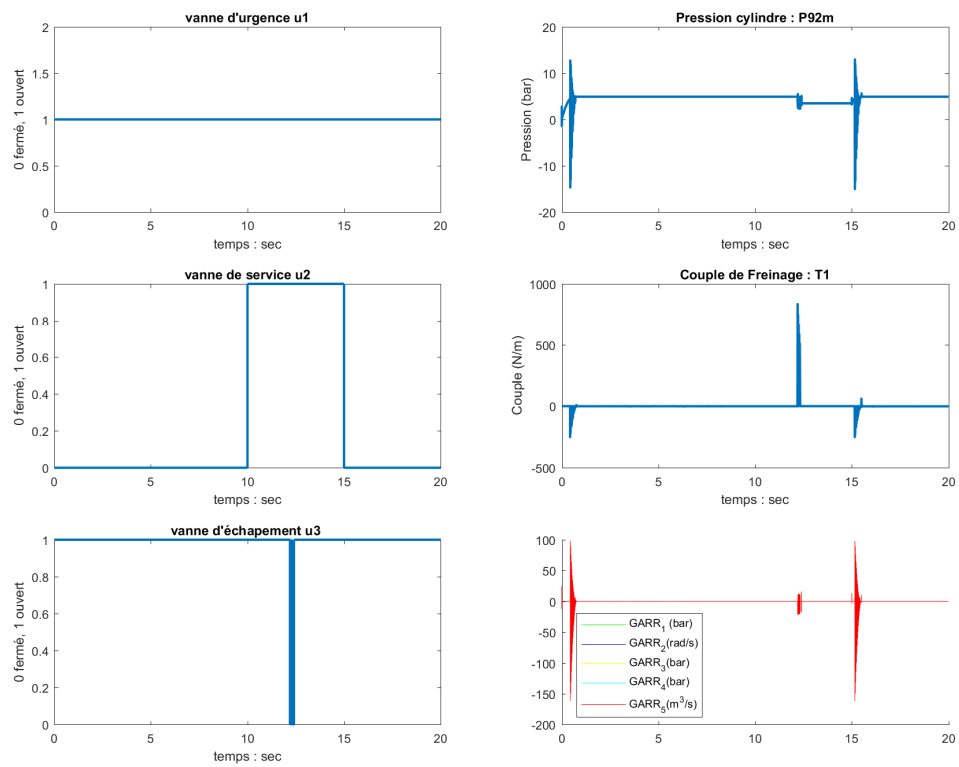 vanne d'urgence u1
0 fermé, 1 ouvert
2
1.5
1
0.5
0
0 5 10 15 20
temps : sec
Pression cylindre : P92m
Pression (bar)
20
10
0
-10
-20
0 5 10 15 20
temps : sec
vanne de service u2
0 fermé, 1 ouvert
1
0.8
0.6
0.4
0.2
0
0 5 10 15 20
temps : sec
Couple de Freinage : T1
Couple (N/m)
1000
500
0
-500
0 5 10 15 20
temps : sec
vanne d'échapement u3
0 fermé, 1 ouvert
1
0.8
0.6
0.4
0.2
0
0 5 10 15 20
temps : sec
100
50
0
-50
-100
-150
-200
GARR1 (bar)
GARR2(rad/s)
GARR3(bar)
GARR4(bar)
GARR5(m³/s)
0 5 10 15 20